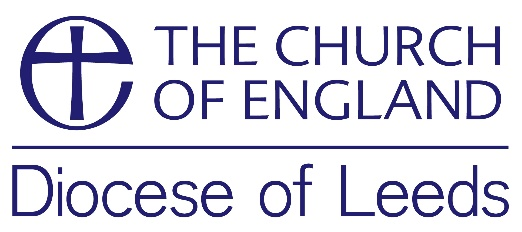 THE CHURCH
OF ENGLAND
Diocese of Leeds